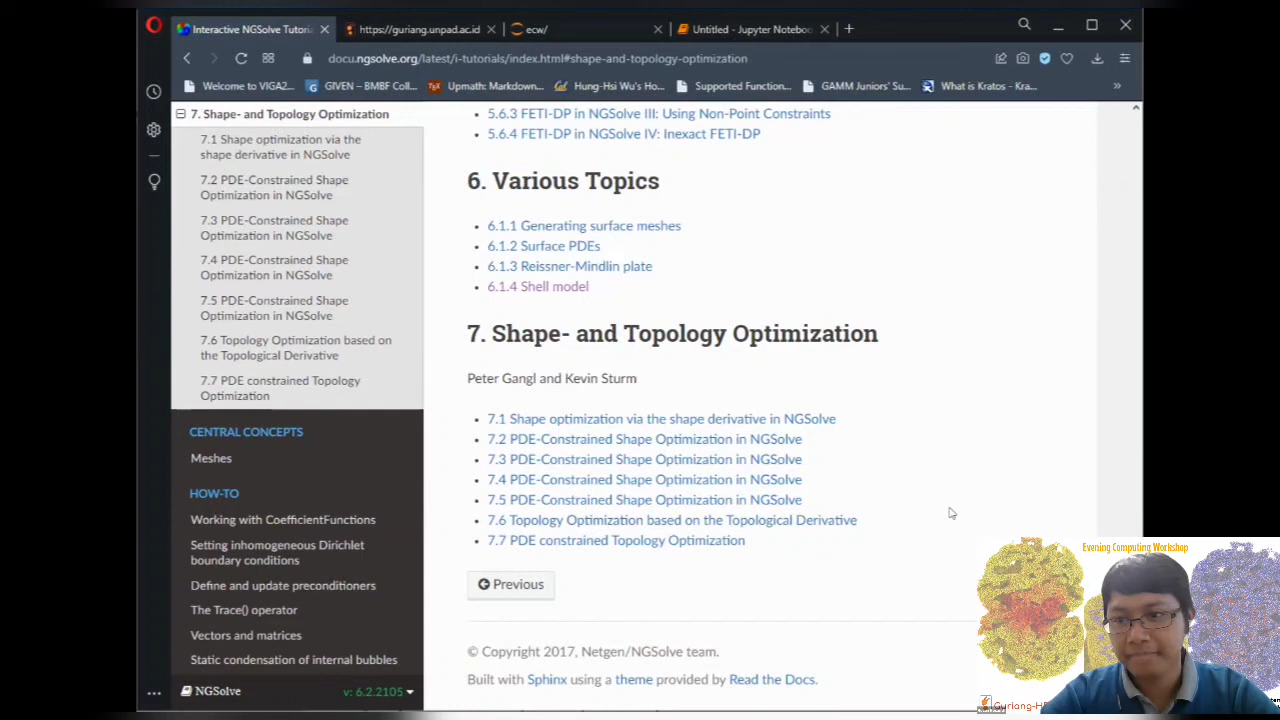 Interactive NGSolve Tutoria
https://guriang.unpad.ac.id
ecw/
Untitled - Jupyter Notebook
docu.ngsolve.org/latest/i-tutorials/index.html#shape-and-topology-optimization
Welcome to VIGA2...
GIVEN – BMBF Coll...
Upmath: Markdown...
Hung-Hsi Wu's Ho...
Supported Function...
GAMM Juniors' Su...
What is Kratos - Kra...
7. Shape- and Topology Optimization
7.1 Shape optimization via the
shape derivative in NGSolve
7.2 PDE-Constrained Shape
Optimization in NGSolve
7.3 PDE-Constrained Shape
Optimization in NGSolve
7.4 PDE-Constrained Shape
Optimization in NGSolve
7.5 PDE-Constrained Shape
Optimization in NGSolve
7.6 Topology Optimization based on
the Topological Derivative
7.7 PDE constrained Topology
Optimization
CENTRAL CONCEPTS
Meshes
HOW-TO
Working with CoefficientFunctions
Setting inhomogeneous Dirichlet
boundary conditions
Define and update preconditioners
The Trace() operator
Vectors and matrices
Static condensation of internal bubbles
NGSolve
v: 6.2.2105
5.6.3 FETI-DP in NGSolve III: Using Non-Point Constraints
5.6.4 FETI-DP in NGSolve IV: Inexact FETI-DP
6. Various Topics
6.1.1 Generating surface meshes
6.1.2 Surface PDEs
6.1.3 Reissner-Mindlin plate
6.1.4 Shell model
7. Shape- and Topology Optimization
Peter Gangl and Kevin Sturm
7.1 Shape optimization via the shape derivative in NGSolve
7.2 PDE-Constrained Shape Optimization in NGSolve
7.3 PDE-Constrained Shape Optimization in NGSolve
7.4 PDE-Constrained Shape Optimization in NGSolve
7.5 PDE-Constrained Shape Optimization in NGSolve
7.6 Topology Optimization based on the Topological Derivative
7.7 PDE constrained Topology Optimization
Previous
© Copyright 2017, Netgen/NGSolve team.
Built with Sphinx using a theme provided by Read the Docs.
Evening Computing Workshop